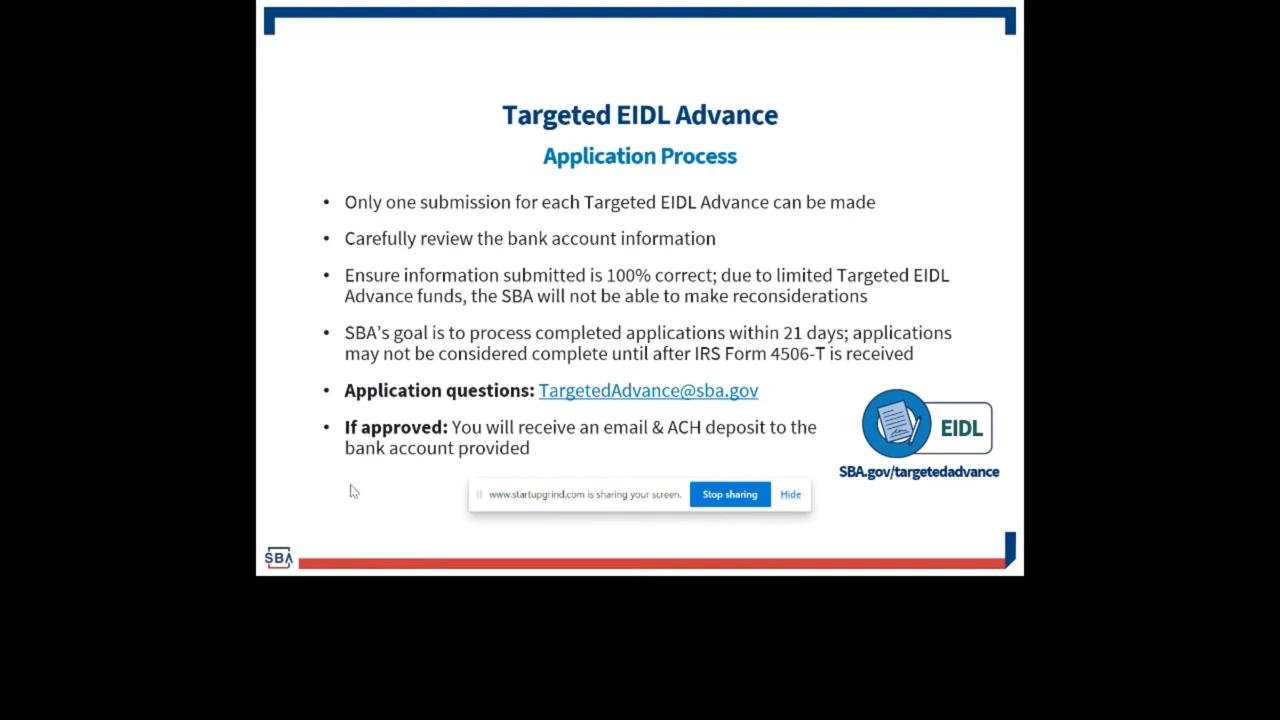 Targeted EIDL Advance
Application Process
• Only one submission for each Targeted EIDL Advance can be made
• Carefully review the bank account information
• Ensure information submitted is 100% correct; due to limited Targeted EIDL
Advance funds, the SBA will not be able to make reconsiderations
• SBA's goal is to process completed applications within 21 days; applications
may not be considered complete until after IRS Form 4506-T is received
• Application questions: TargetedAdvance@sba.gov
• If approved: You will receive an email & ACH deposit to the
bank account provided
EIDL
SBA.gov/targetedadvance
www.startupgrind.com is sharing your screen. Stop sharing Hide
SBA